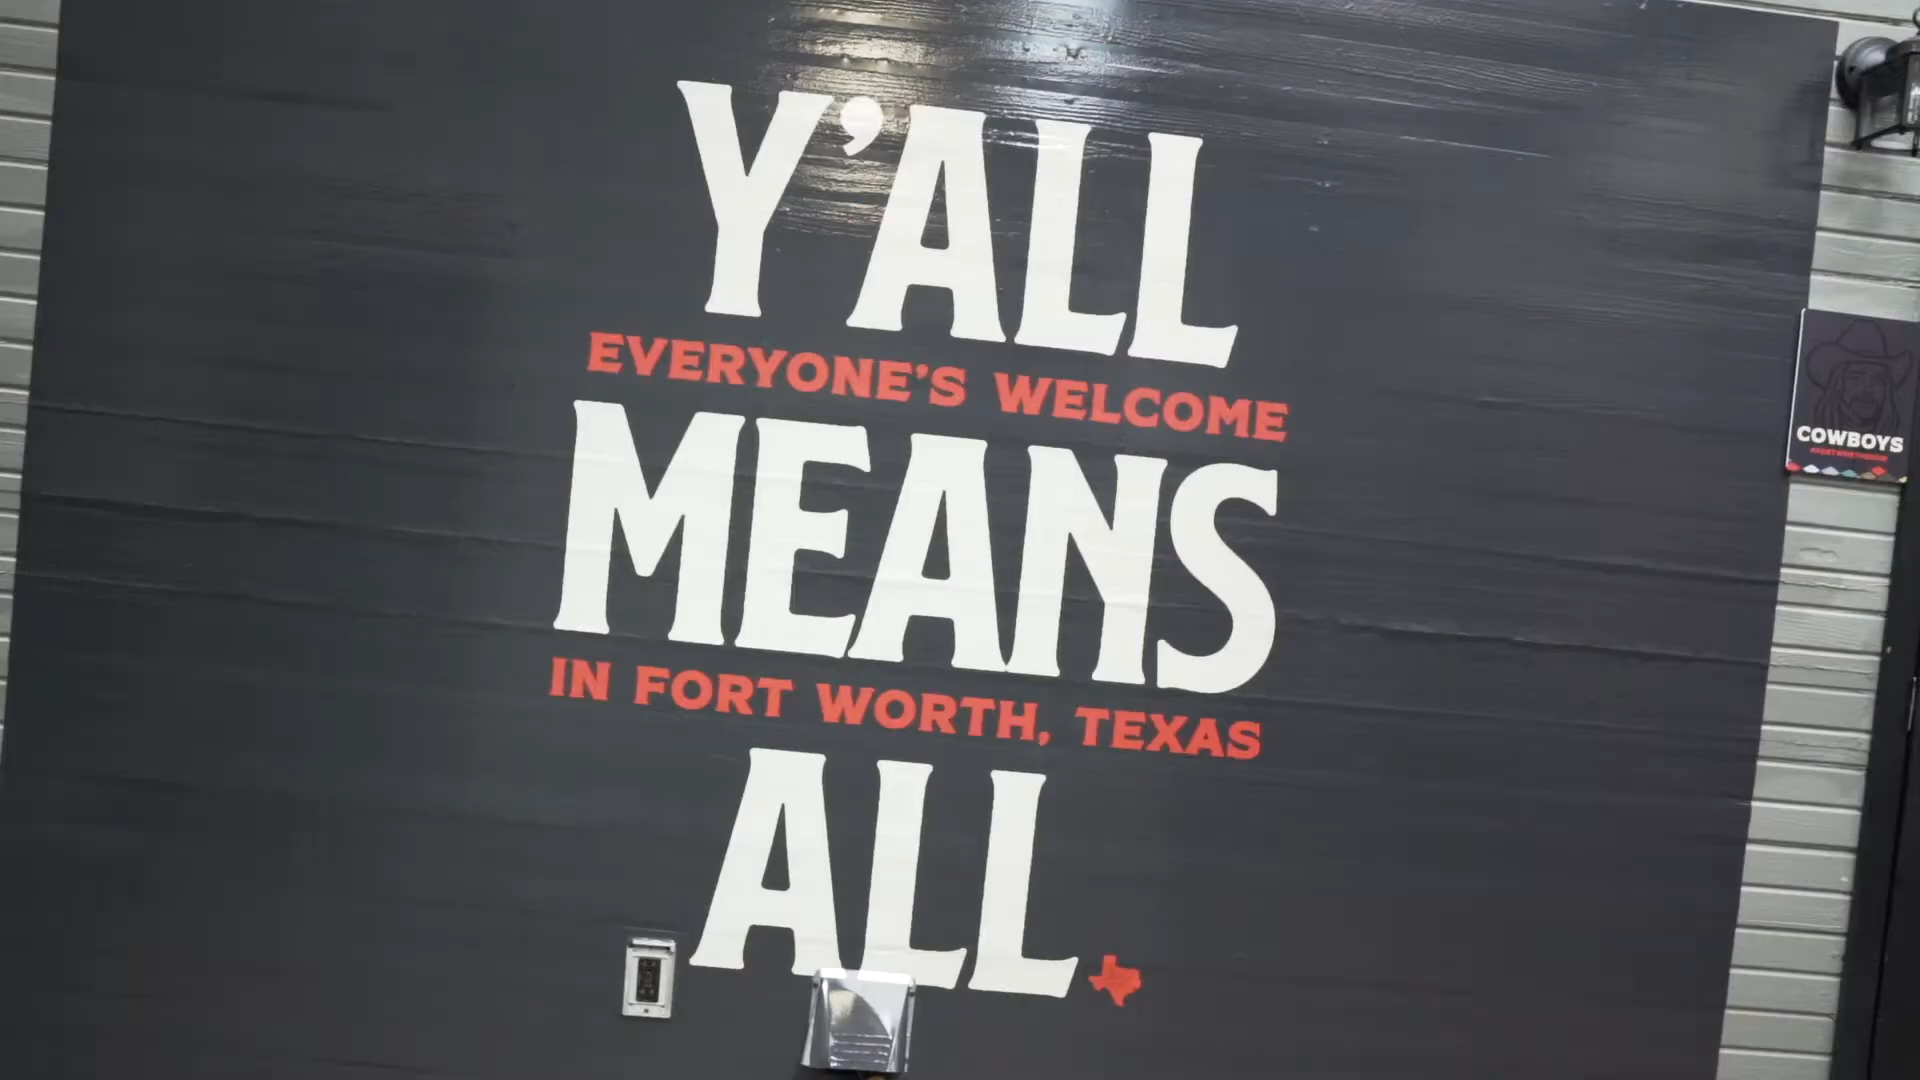 Y'ALL
EVERYONE'S WELCOME
MEANS
IN FORT WORTH, TEXAS
ALL
COWBOYS